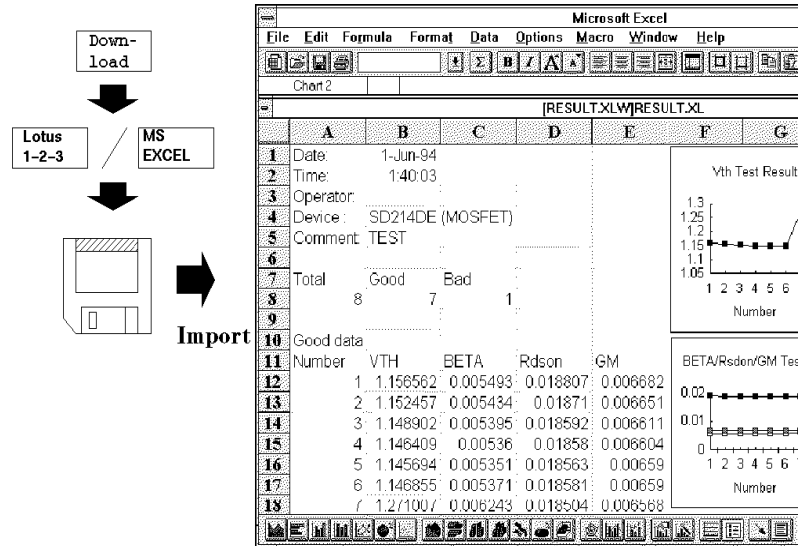 Down-
load
Lotus
1-2-3
MS
EXCEL
Import
Microsoft Excel
File Edit Formula Format Data Options Macro Window Help
Σ B I A A
Chart 2
[RESULT.XLW]RESULT.XL
A B C D E F G
1 Date: 1-Jun-94
2 Time: 1:40:03
3 Operator:
4 Device : SD214DE (MOSFET)
5 Comment: TEST
6
7 Total Good Bad
8 8 7 1
9
10 Good data
11 Number VTH BETA Rdson GM
12 1 1.156562 0.005493 0.018807 0.006682
13 2 1.152457 0.005434 0.01871 0.006651
14 3 1.148902 0.005395 0.018592 0.006611
15 4 1.146409 0.00536 0.01858 0.006604
16 5 1.145694 0.005351 0.018563 0.00659
17 6 1.146855 0.005371 0.018581 0.00659
18 7 1.271007 0.006243 0.018504 0.006568
Vth Test Result
1.3
1.25
1.2
1.15
1.1
1.05
1 2 3 4 5 6
Number
BETA/Rsdon/GM Tes
0.02
0.01
0
1 2 3 4 5 6
Number